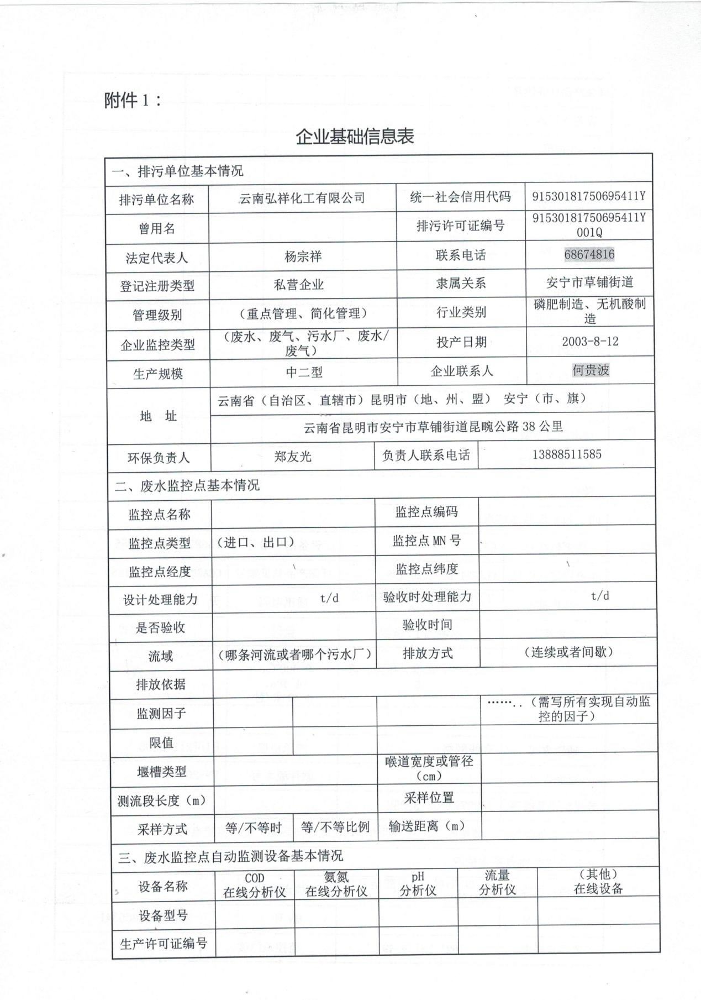 附件 1：
企业基础信息表
一、排污单位基本情况
排污单位名称 云南弘祥化工有限公司 统一社会信用代码 91530181750695411Y
曾用名 排污许可证编号 91530181750695411Y
001Q
法定代表人 杨宗祥 联系电话 68674816
登记注册类型 私营企业 隶属关系 安宁市草铺街道
管理级别 （重点管理、简化管理） 行业类别 磷肥制造、无机酸制
造
企业监控类型 （废水、废气、污水厂、废水/
废气） 投产日期 2003-8-12
生产规模 中二型 企业联系人 何贵波
地 址 云南省（自治区、直辖市）昆明市（地、州、盟） 安宁（市、旗）
云南省昆明市安宁市草铺街道昆畹公路 38 公里
环保负责人 郑友光 负责人联系电话 13888511585
二、废水监控点基本情况
监控点名称 监控点编码
监控点类型 （进口、出口） 监控点 MN 号
监控点经度 \ 监控点纬度 \
设计处理能力 t/d 验收时处理能力 t/d
是否验收 验收时间
流域 （哪条河流或者哪个污水厂） 排放方式 （连续或者间歇）
排放依据
监测因子 ……..（需写所有实现自动监
控的因子）
限值
堰槽类型 喉道宽度或管径
（cm）
测流段长度（m） 采样位置
采样方式 等/不等时 等/不等比例 输送距离（m）
三、废水监控点自动监测设备基本情况
设备名称 COD
在线分析仪 氨氮
在线分析仪 pH
分析仪 流量
分析仪 （其他）
在线设备
设备型号
生产许可证编号